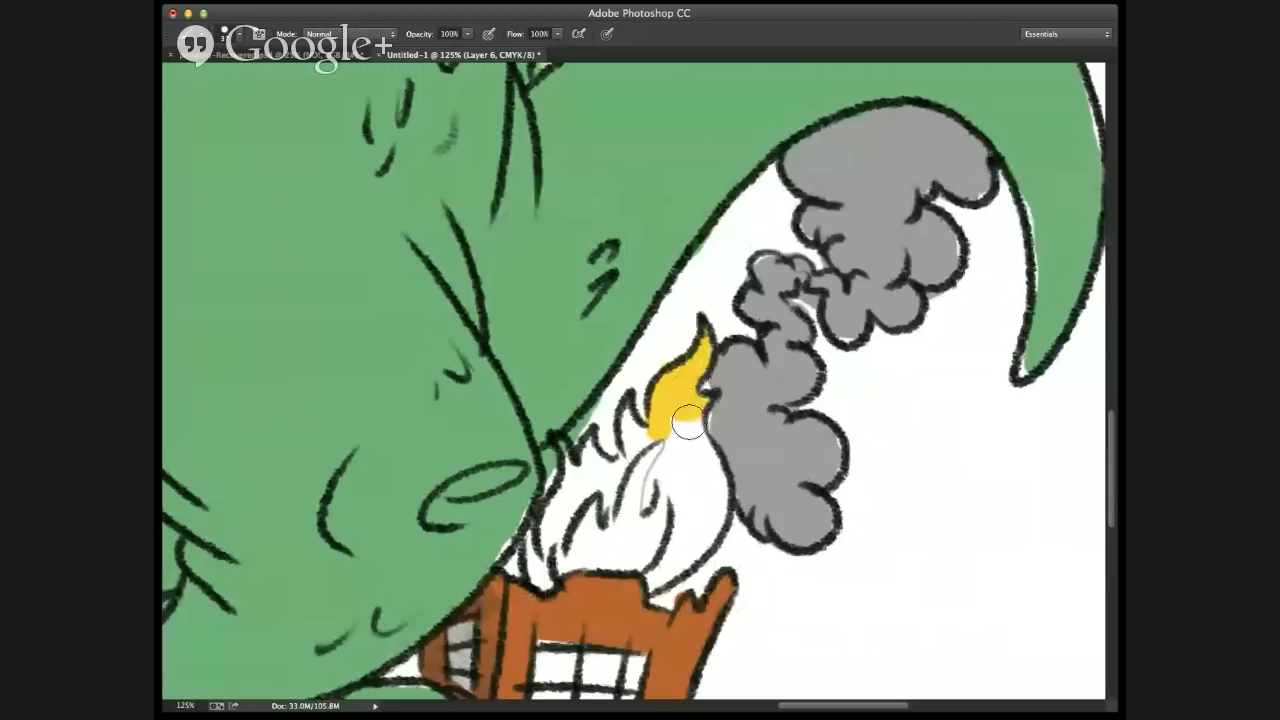 Adobe Photoshop CC
Google+
Mode: Normal Opacity: 100% Flow: 100% Essentials
Untitled-1 @ 125% (Layer 6, CMYK/8) *
125% Doc: 33.0M/105.8M